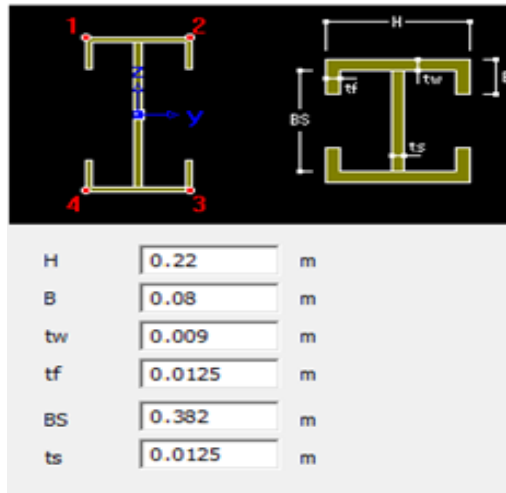 1 2
z
y
4 3
H
tf tw B
BS
ts
H 0.22 m
B 0.08 m
tw 0.009 m
tf 0.0125 m
BS 0.382 m
ts 0.0125 m